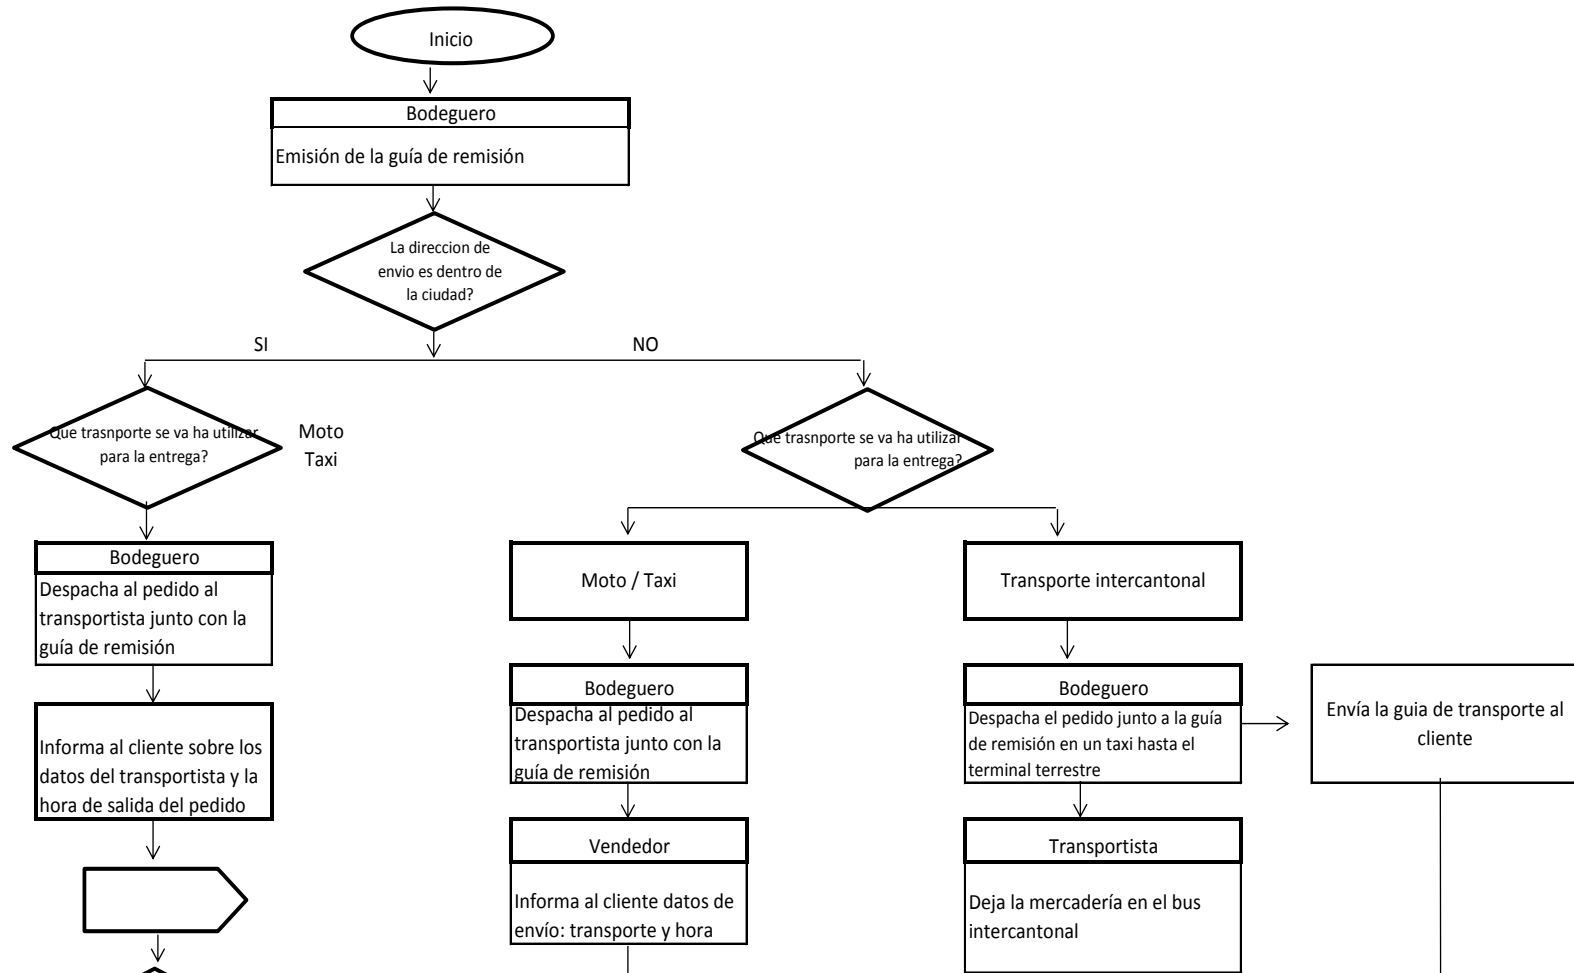 Inicio
Bodeguero
Emisión de la guía de remisión
La direccion de
envio es dentro de
la ciudad?
SI
NO
Que trasnporte se va ha utilizar
para la entrega?
Moto
Taxi
Que trasnporte se va ha utilizar
para la entrega?
Bodeguero
Despacha al pedido al
transportista junto con la
guía de remisión
Moto / Taxi
Transporte intercantonal
Bodeguero
Despacha al pedido al
transportista junto con la
guía de remisión
Bodeguero
Despacha el pedido junto a la guía
de remisión en un taxi hasta el
terminal terrestre
Envía la guia de transporte al
cliente
Informa al cliente sobre los
datos del transportista y la
hora de salida del pedido
Vendedor
Informa al cliente datos de
envío: transporte y hora
Transportista
Deja la mercadería en el bus
intercantonal